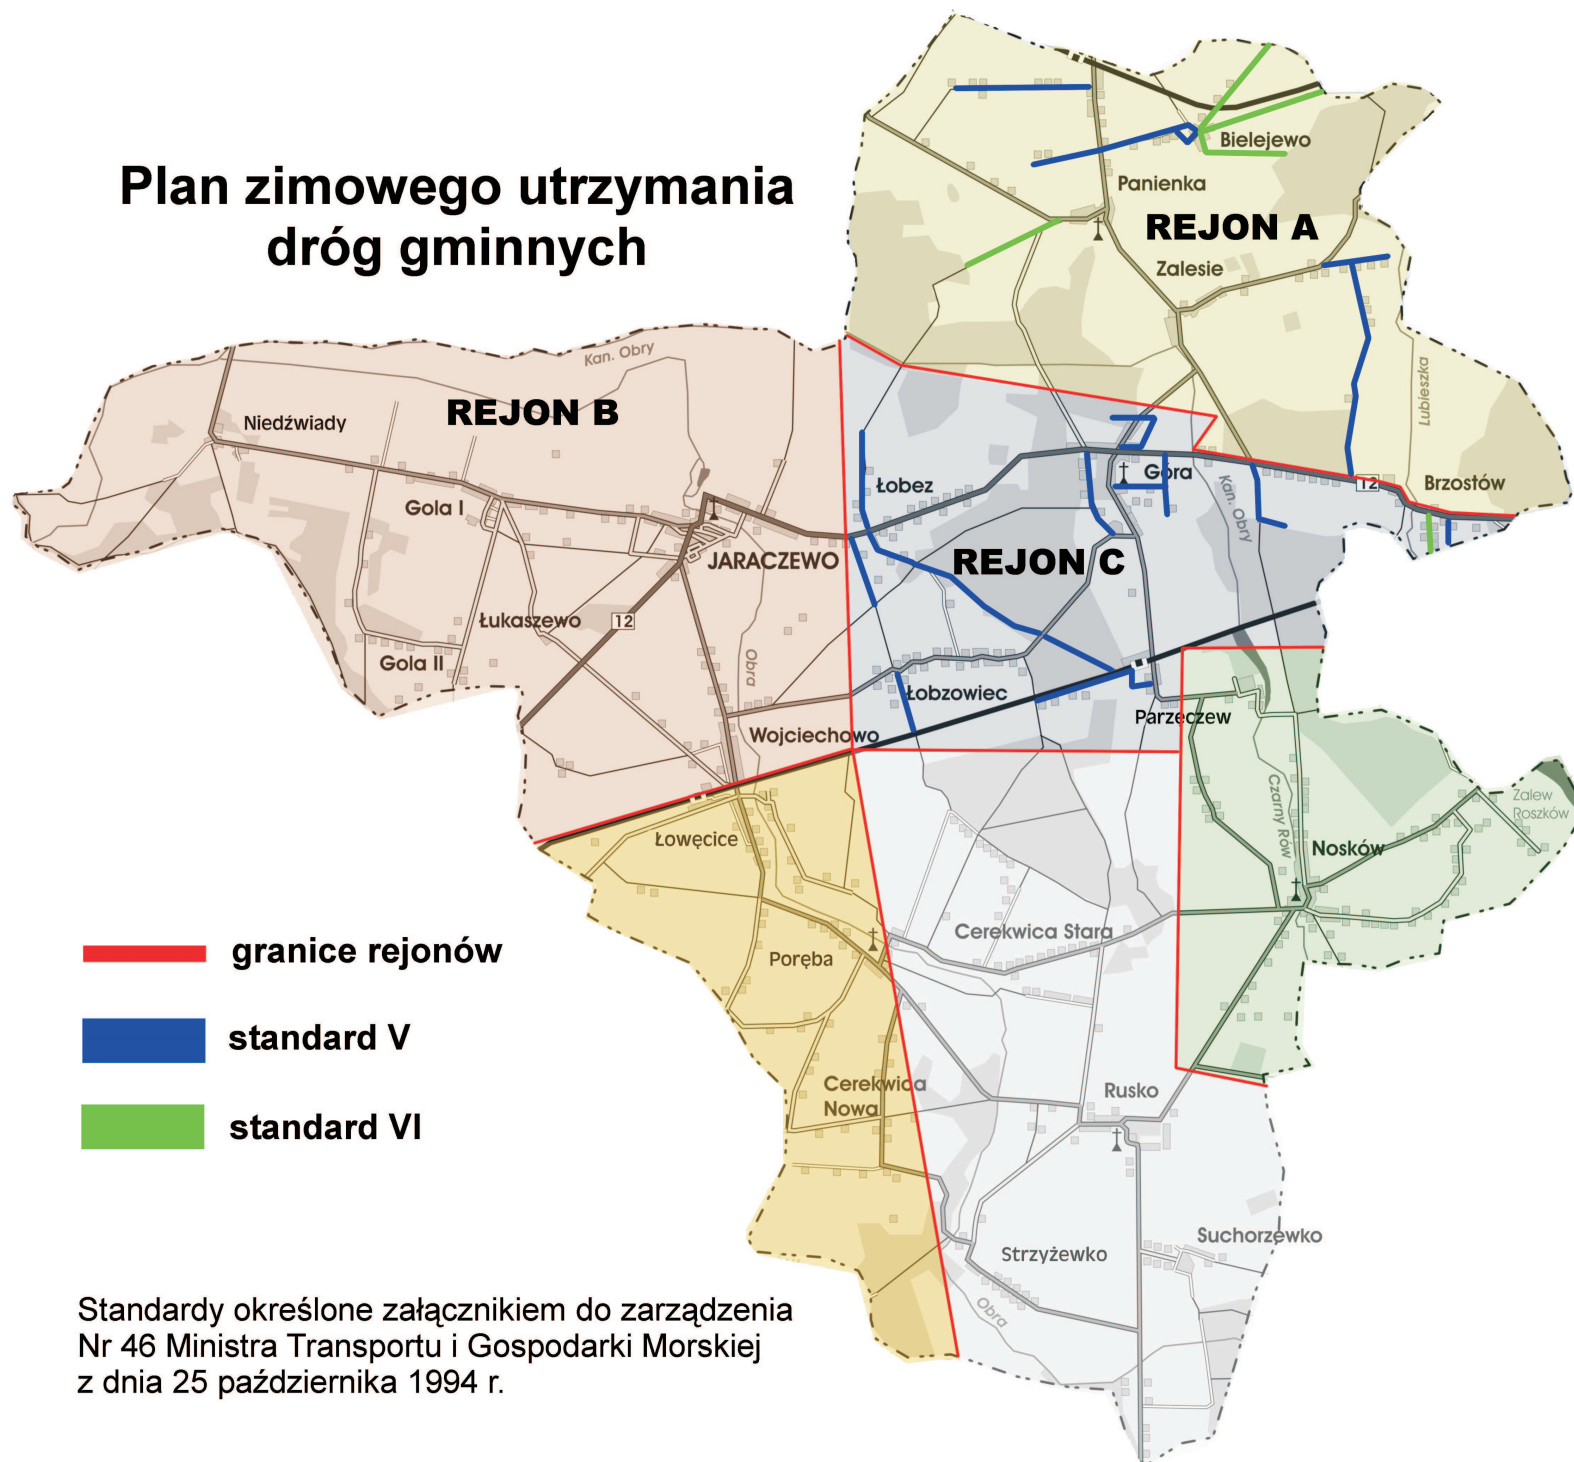 Plan zimowego utrzymania
dróg gminnych
Bielejewo
Panienka
REJON A
Zalesie
Kan. Obry
Lubieszka
REJON B
Niedźwiady
Gola I
Łobez
Góra
Kan. Obry
12
Brzostów
JARACZEWO
REJON C
Łukaszewo
12
Gola II
Obra
Łobzowiec
Wojciechowo
Parzęczew
Czarny Rów
Zalew
Roszków
Łowęcice
Nosków
granice rejonów
Poręba
Cerekwica Stara
standard V
Cerekwica
Nowa
Rusko
standard VI
Strzyżewko
Suchorzewko
Obra
Standardy określone załącznikiem do zarządzenia
Nr 46 Ministra Transportu i Gospodarki Morskiej
z dnia 25 października 1994 r.